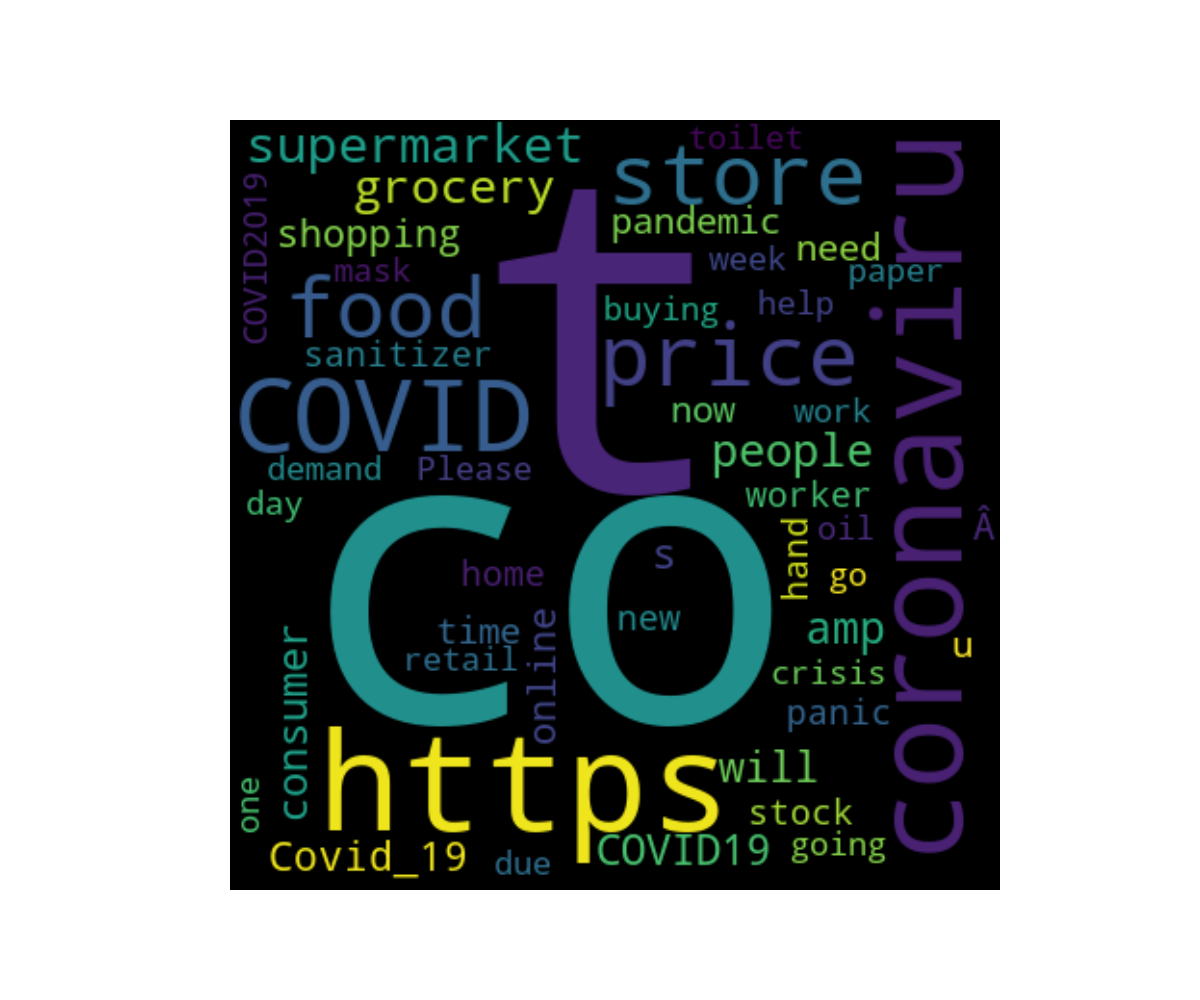 supermarket
toilet
store
grocery
COVID2019
shopping
pandemic
need
mask
week
paper
food
t
buying
help
coronaviru
sanitizer
price
COVID
now
work
people
demand
Please
worker
day
co
hand
oil
Â
s
home
go
new
time
amp
u
retail
online
crisis
consumer
panic
https
will
one
stock
Covid_19
due
COVID19
going